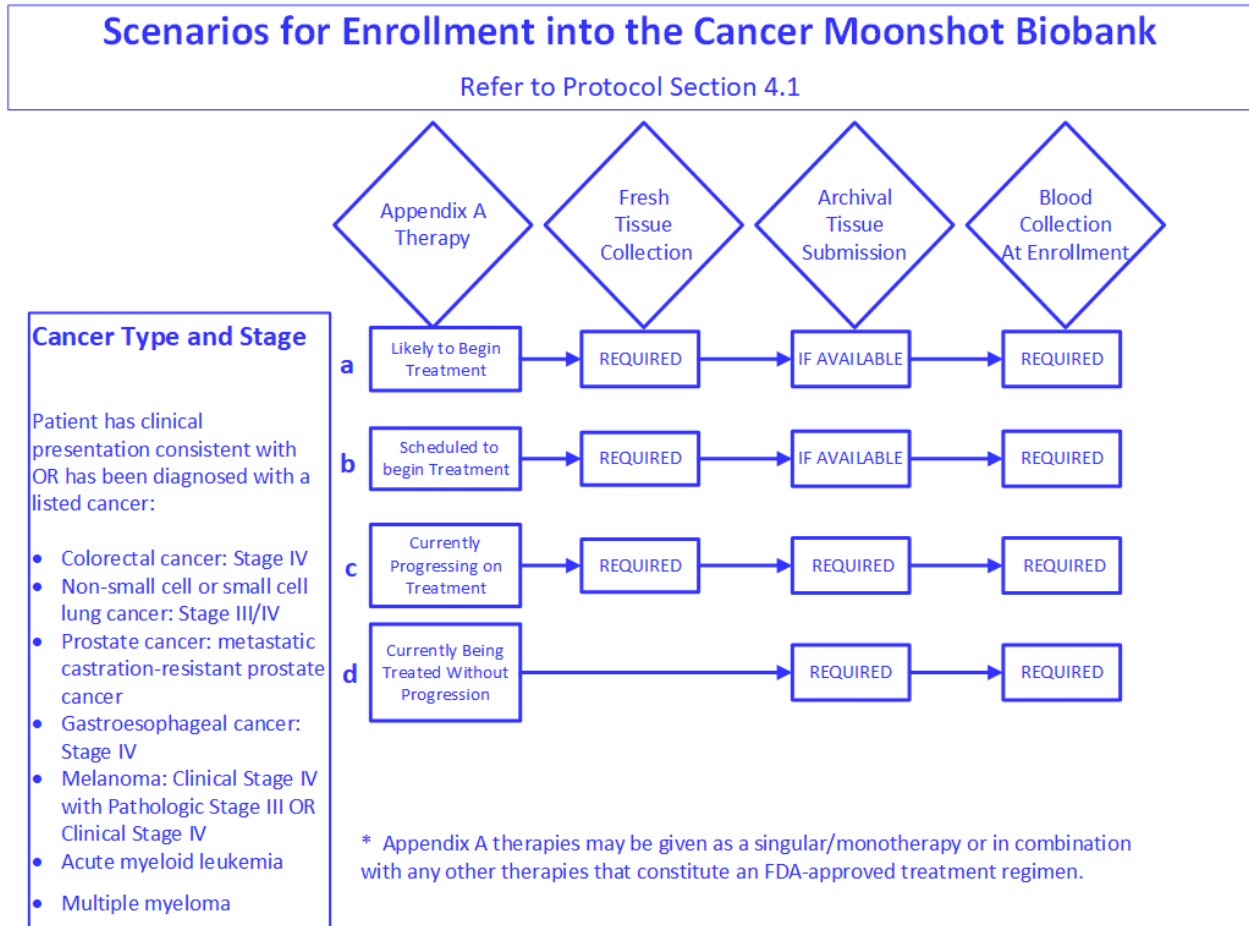 Scenarios for Enrollment into the Cancer Moonshot Biobank
Refer to Protocol Section 4.1
Appendix A
Therapy
Fresh
Tissue
Collection
Archival
Tissue
Submission
Blood
Collection
At Enrollment
Cancer Type and Stage
Patient has clinical
presentation consistent with
OR has been diagnosed with a
listed cancer:
• Colorectal cancer: Stage IV
• Non-small cell or small cell
lung cancer: Stage III/IV
• Prostate cancer: metastatic
castration-resistant prostate
cancer
• Gastroesophageal cancer:
Stage IV
• Melanoma: Clinical Stage IV
with Pathologic Stage III OR
Clinical Stage IV
• Acute myeloid leukemia
• Multiple myeloma
a
Likely to Begin
Treatment
REQUIRED
IF AVAILABLE
REQUIRED
b
Scheduled to
begin Treatment
REQUIRED
IF AVAILABLE
REQUIRED
c
Currently
Progressing on
Treatment
REQUIRED
REQUIRED
REQUIRED
d
Currently Being
Treated Without
Progression
REQUIRED
REQUIRED
* Appendix A therapies may be given as a singular/monotherapy or in combination
with any other therapies that constitute an FDA-approved treatment regimen.